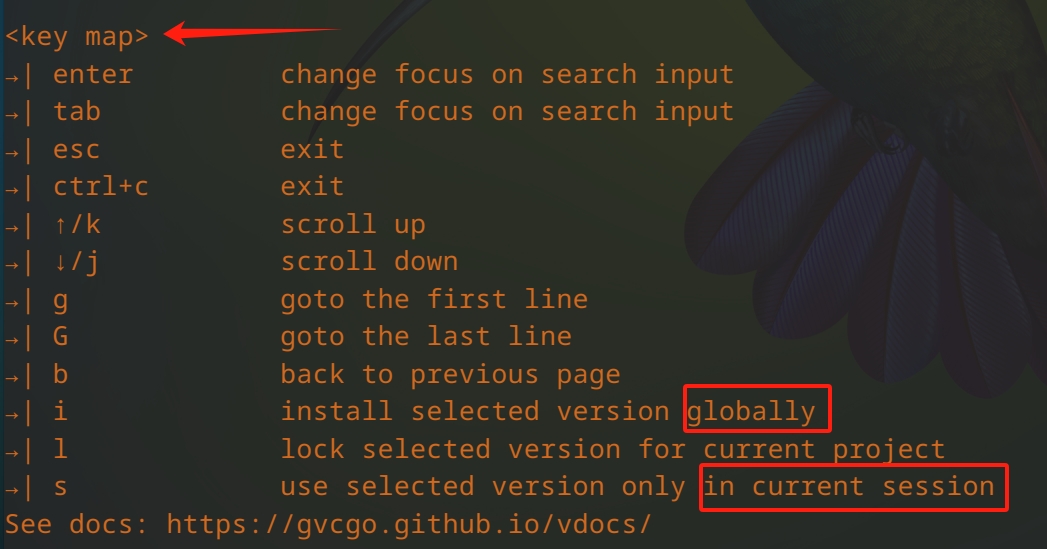 <key map>
→| enter change focus on search input
→| tab change focus on search input
→| esc exit
→| ctrl+c exit
→| ↑/k scroll up
→| ↓/j scroll down
→| g goto the first line
→| G goto the last line
→| b back to previous page
→| i install selected version globally
→| l lock selected version for current project
→| s use selected version only in current session
See docs: https://gvcgo.github.io/vdocs/